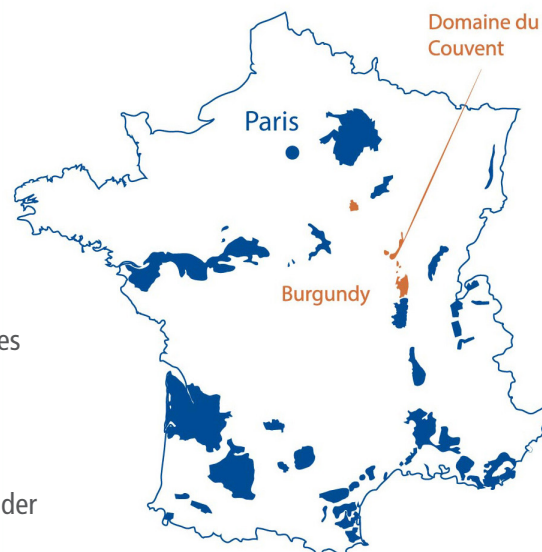 Domaine du
Couvent
Paris
Burgundy
es
der